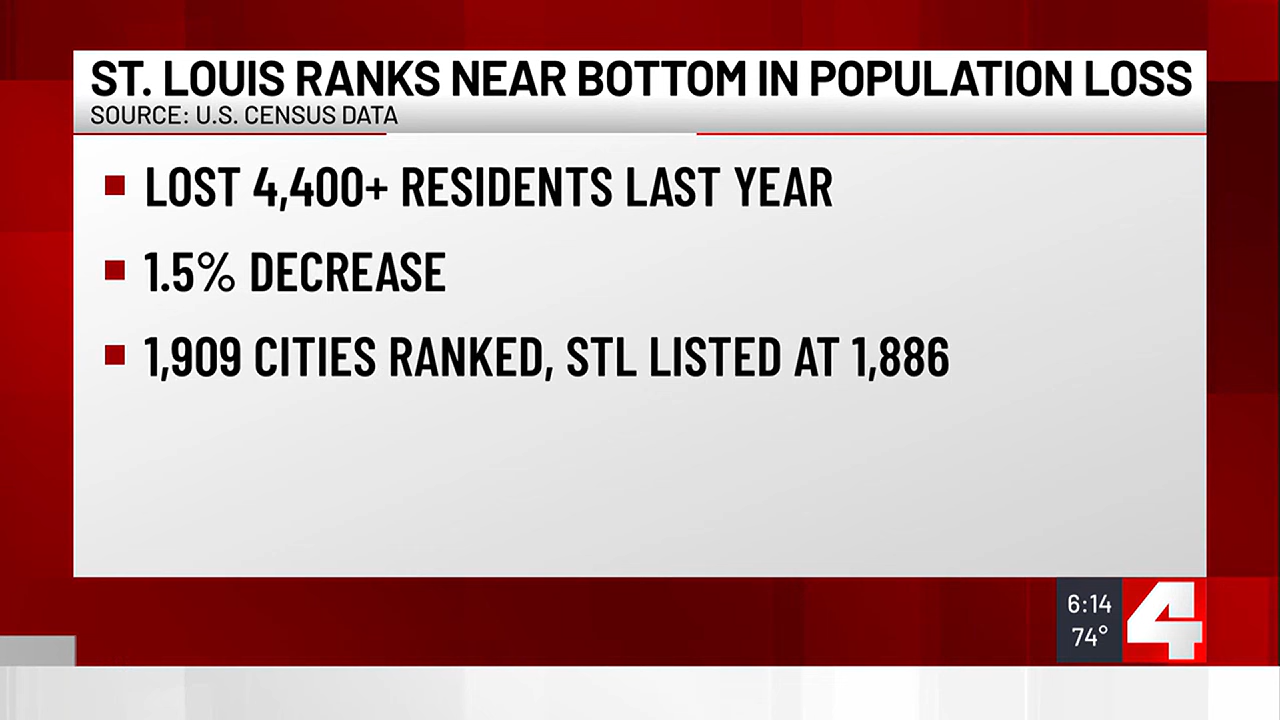 ST. LOUIS RANKS NEAR BOTTOM IN POPULATION LOSS
SOURCE: U.S. CENSUS DATA
LOST 4,400+ RESIDENTS LAST YEAR
1.5% DECREASE
1,909 CITIES RANKED, STL LISTED AT 1,886
6:14
74°
4